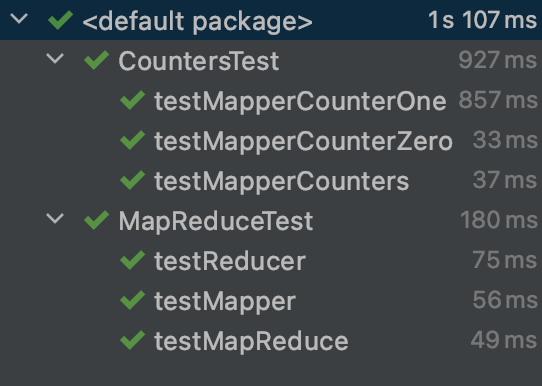 <default package> 1 s 107 ms
CountersTest 927 ms
testMapperCounterOne 857 ms
testMapperCounterZero 33 ms
testMapperCounters 37 ms
MapReduceTest 180 ms
testReducer 75 ms
testMapper 56 ms
testMapReduce 49 ms